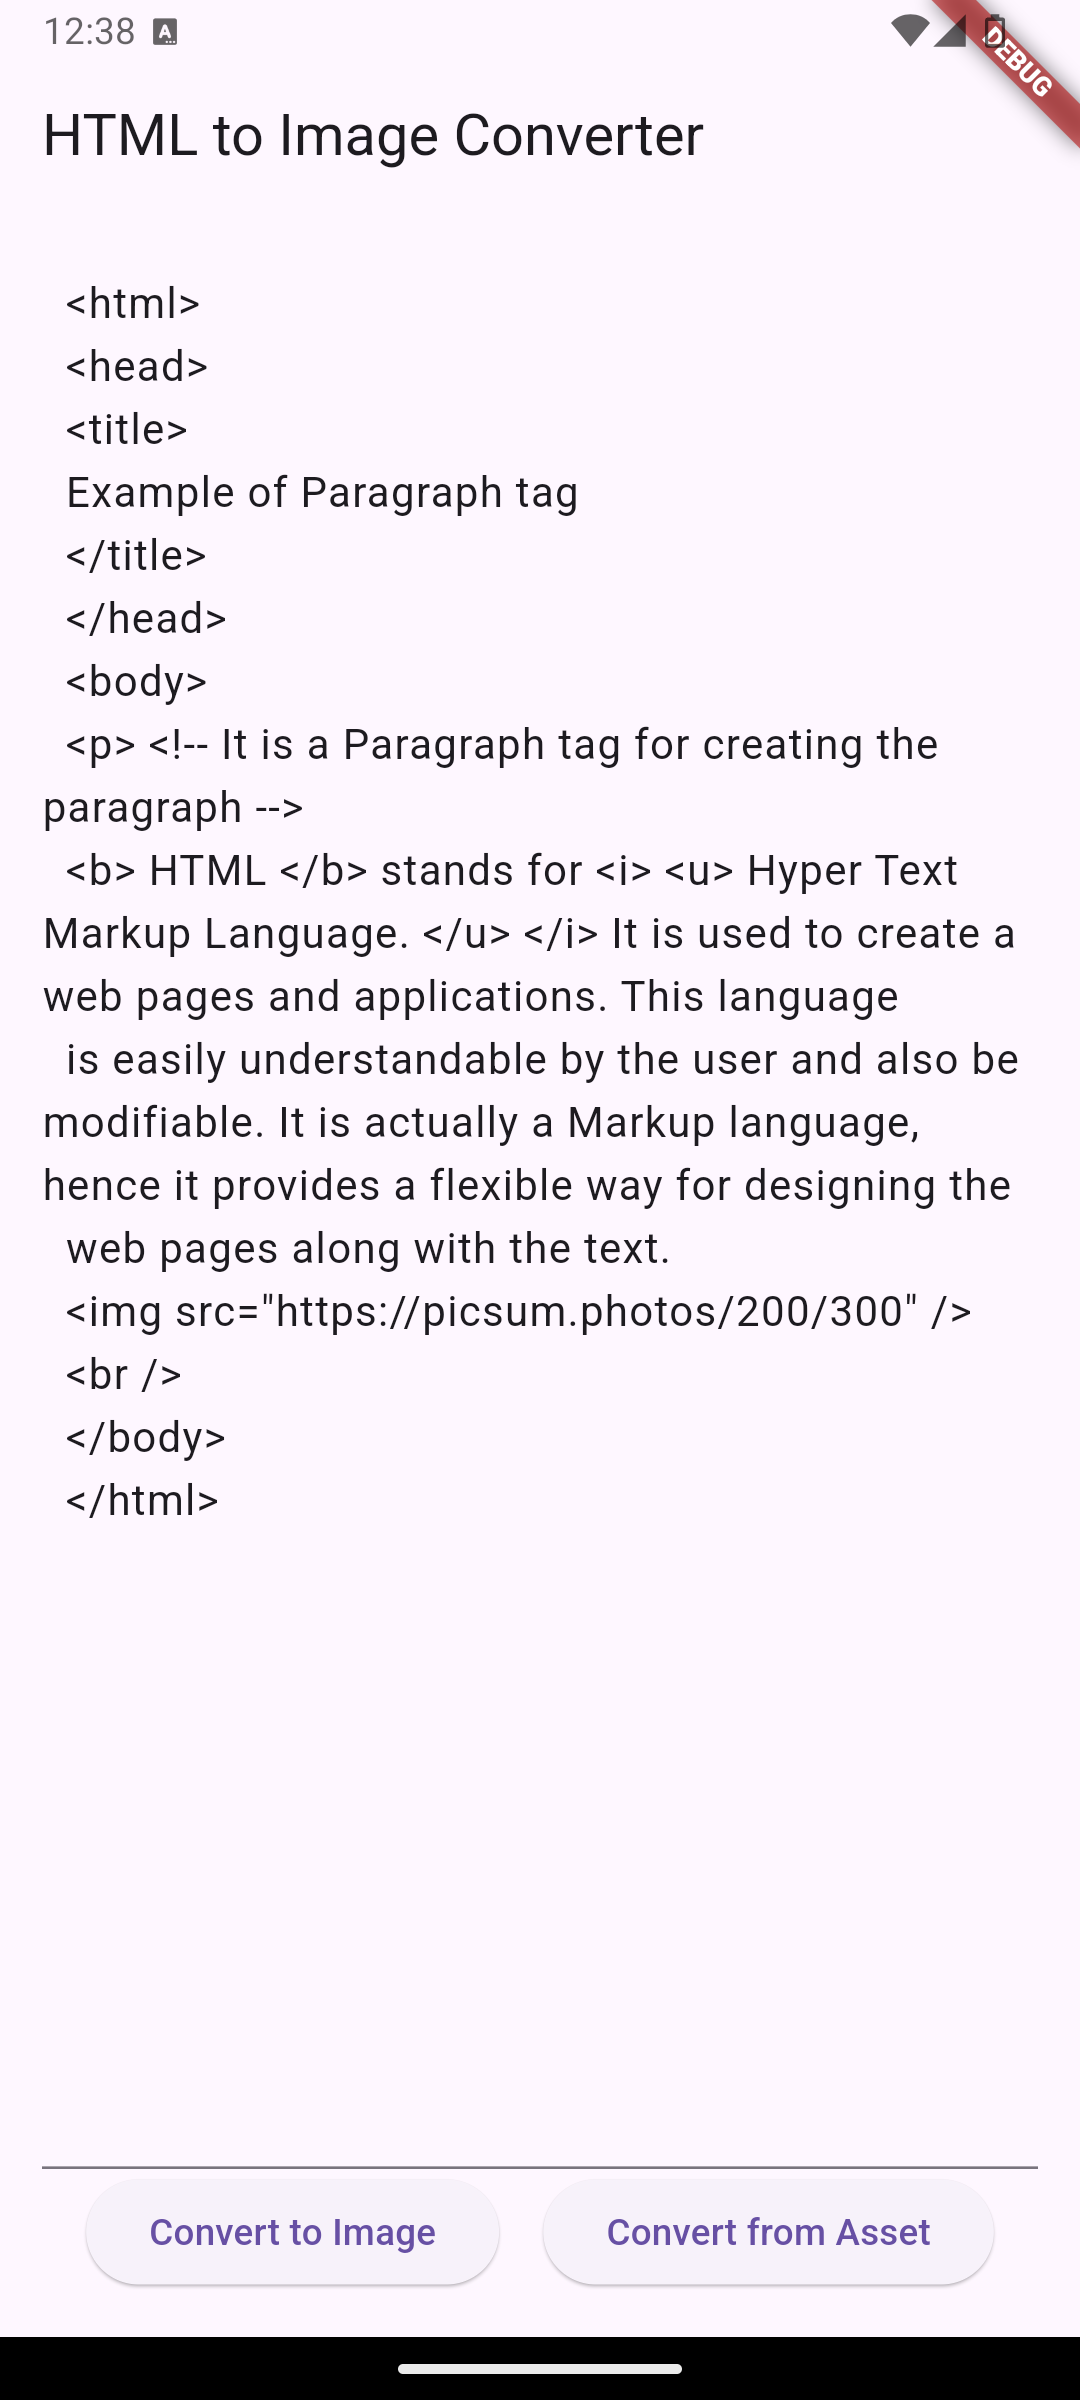 12:38
DEBUG
HTML to Image Converter
<html>
<head>
<title>
Example of Paragraph tag
</title>
</head>
<body>
<p> <!-- It is a Paragraph tag for creating the
paragraph -->
<b> HTML </b> stands for <i> <u> Hyper Text
Markup Language. </u> </i> It is used to create a
web pages and applications. This language
is easily understandable by the user and also be
modifiable. It is actually a Markup language,
hence it provides a flexible way for designing the
web pages along with the text.
<img src="https://picsum.photos/200/300" />
<br />
</body>
</html>
Convert to Image
Convert from Asset